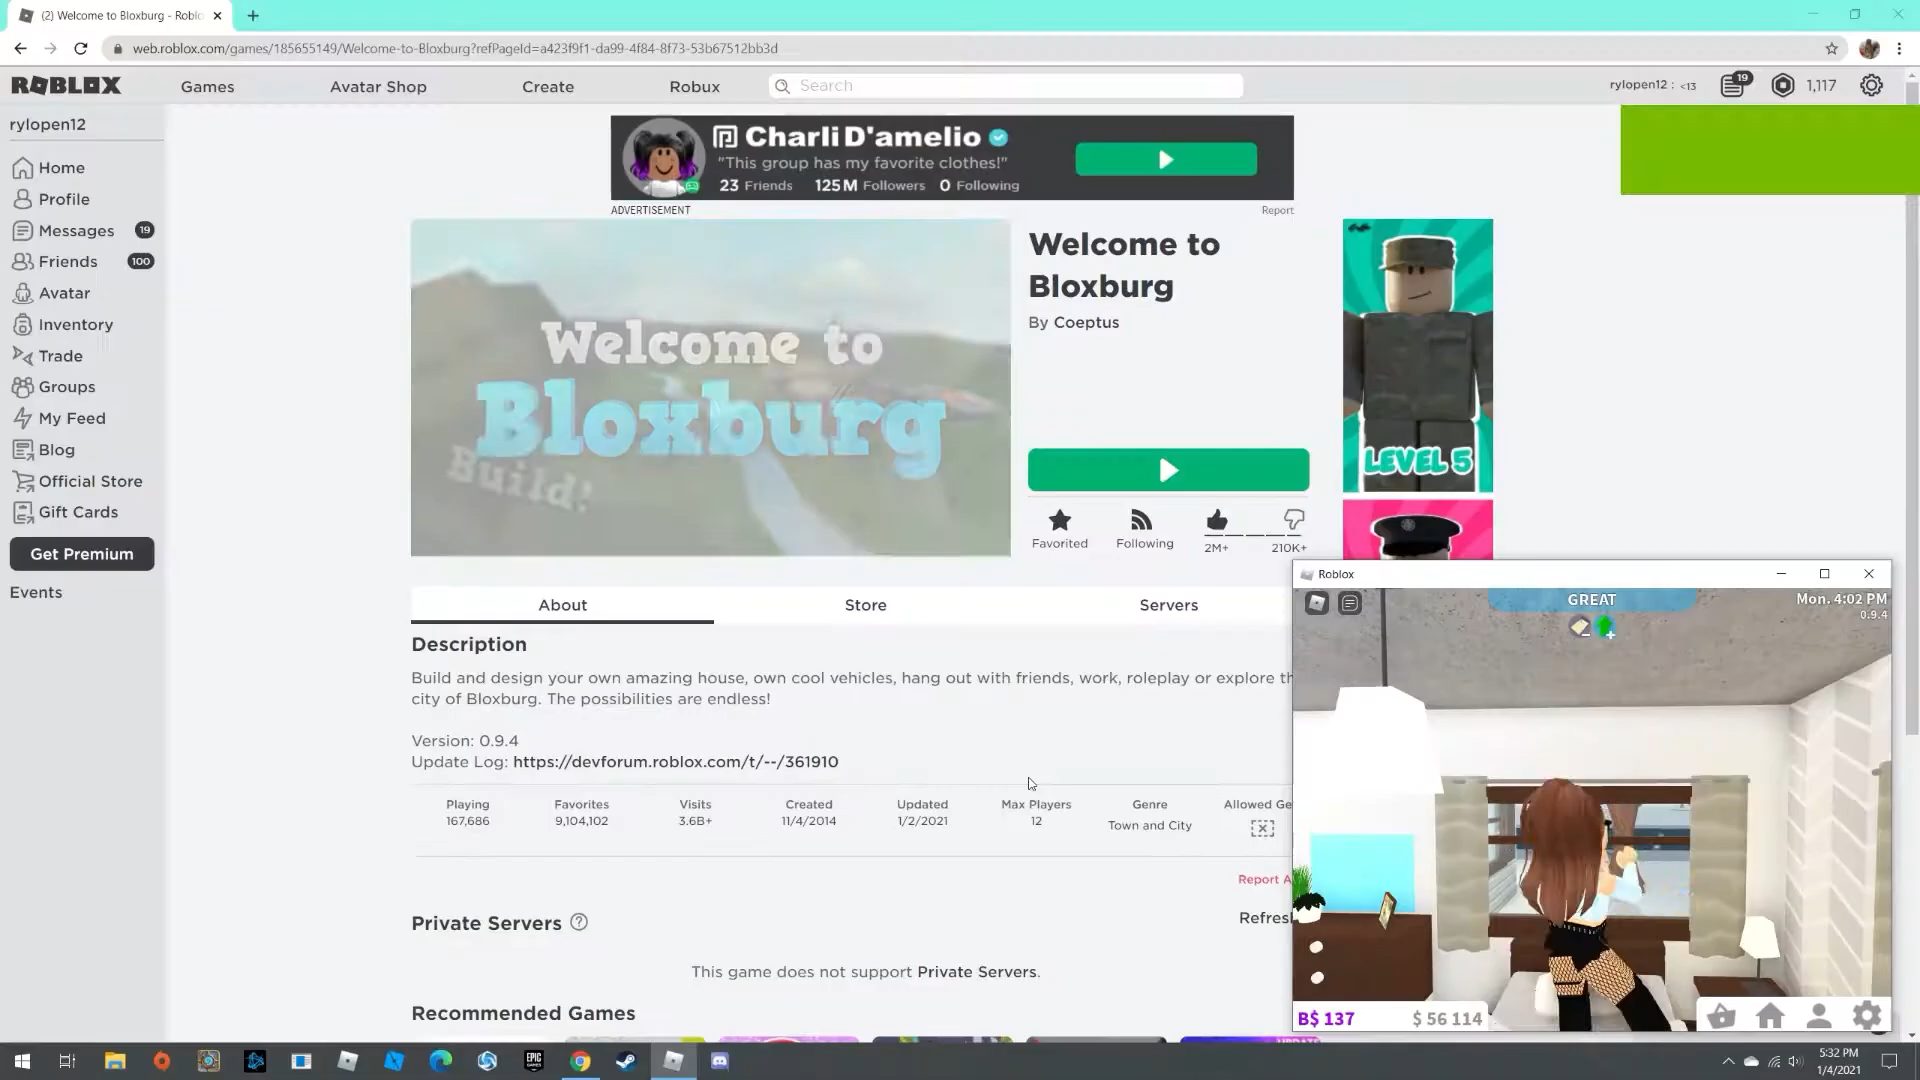 (2) Welcome to Bloxburg - Roblo
web.roblox.com/games/185655149/Welcome-to-Bloxburg?refPageId=a423f9f1-da99-4f84-8f73-53b67512bb3d
ROBLOX
Games
Avatar Shop
Create
Robux
Search
rylopen12 : <13
19
1,117
rylopen12
Home
Profile
Messages 19
Friends 100
Avatar
Inventory
Trade
Groups
My Feed
Blog
Official Store
Gift Cards
Get Premium
Events
Charli D'amelio
"This group has my favorite clothes!"
23 Friends 125M Followers 0 Following
ADVERTISEMENT
Report
Welcome to
Bloxburg
Build!
Welcome to
Bloxburg
By Coeptus
Favorited
Following
2M+
210K+
LEVEL 5
About
Store
Servers
Description
Build and design your own amazing house, own cool vehicles, hang out with friends, work, roleplay or explore th
city of Bloxburg. The possibilities are endless!
Version: 0.9.4
Update Log: https://devforum.roblox.com/t/--/361910
Playing Favorites Visits Created Updated Max Players Genre Allowed Ge
167,686 9,104,102 3.6B+ 11/4/2014 1/2/2021 12 Town and City
Report A
Private Servers
Refresh
This game does not support Private Servers.
Recommended Games
Roblox
GREAT
Mon. 4:02 PM
0.9.4
B$ 137
$ 56 114
EPIC GAMES
5:32 PM
1/4/2021